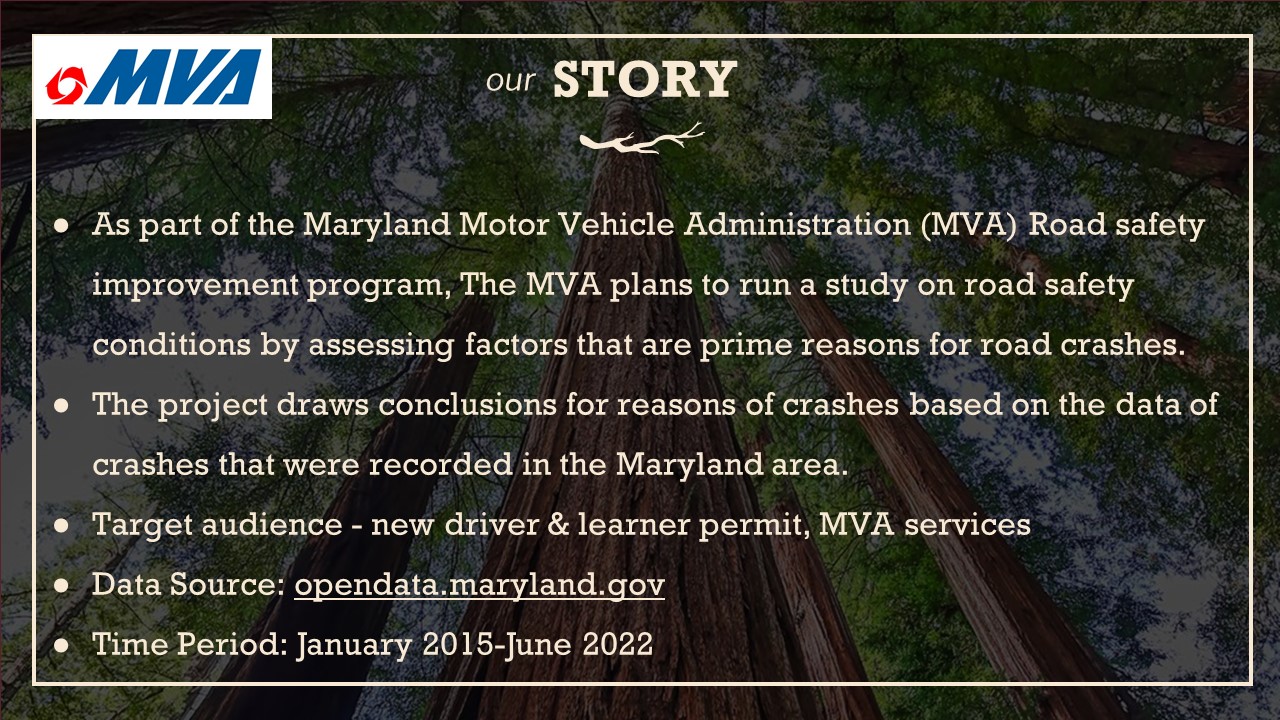 MVA
our STORY
● As part of the Maryland Motor Vehicle Administration (MVA) Road safety
improvement program, The MVA plans to run a study on road safety
conditions by assessing factors that are prime reasons for road crashes.
● The project draws conclusions for reasons of crashes based on the data of
crashes that were recorded in the Maryland area.
● Target audience - new driver & learner permit, MVA services
● Data Source: opendata.maryland.gov
● Time Period: January 2015-June 2022